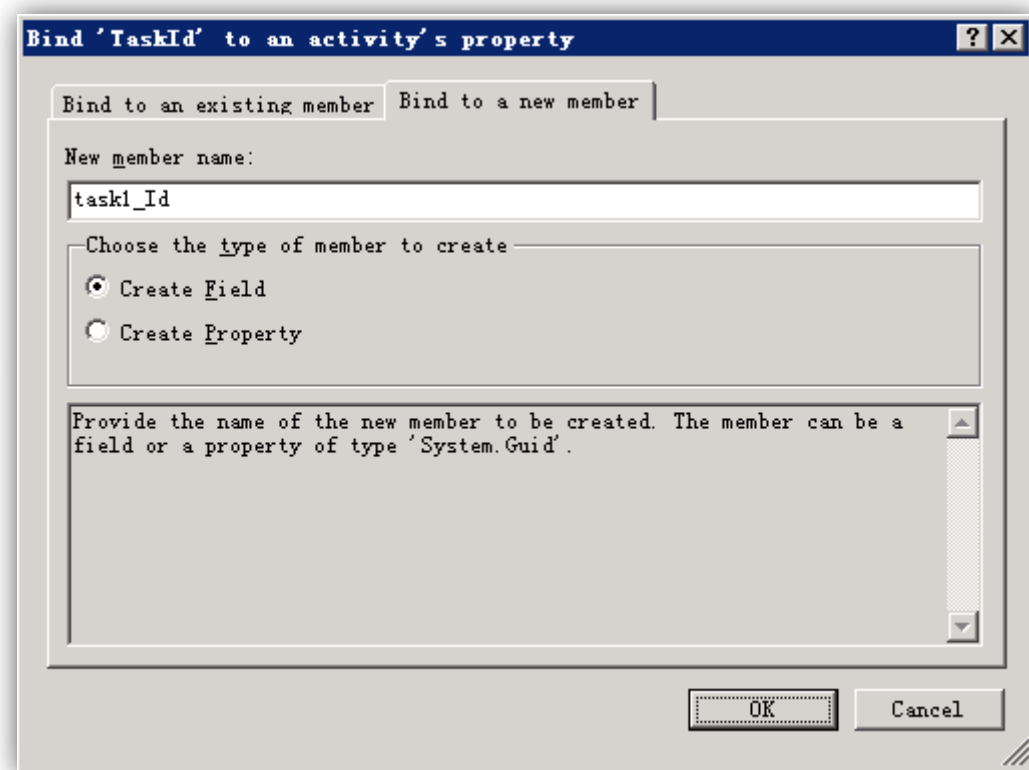 Bind 'TaskId' to an activity's property
Bind to an existing member
Bind to a new member
New member name:
task1_Id
Choose the type of member to create
Create Field
Create Property
Provide the name of the new member to be created. The member can be a
field or a property of type 'System.Guid'.
OK
Cancel